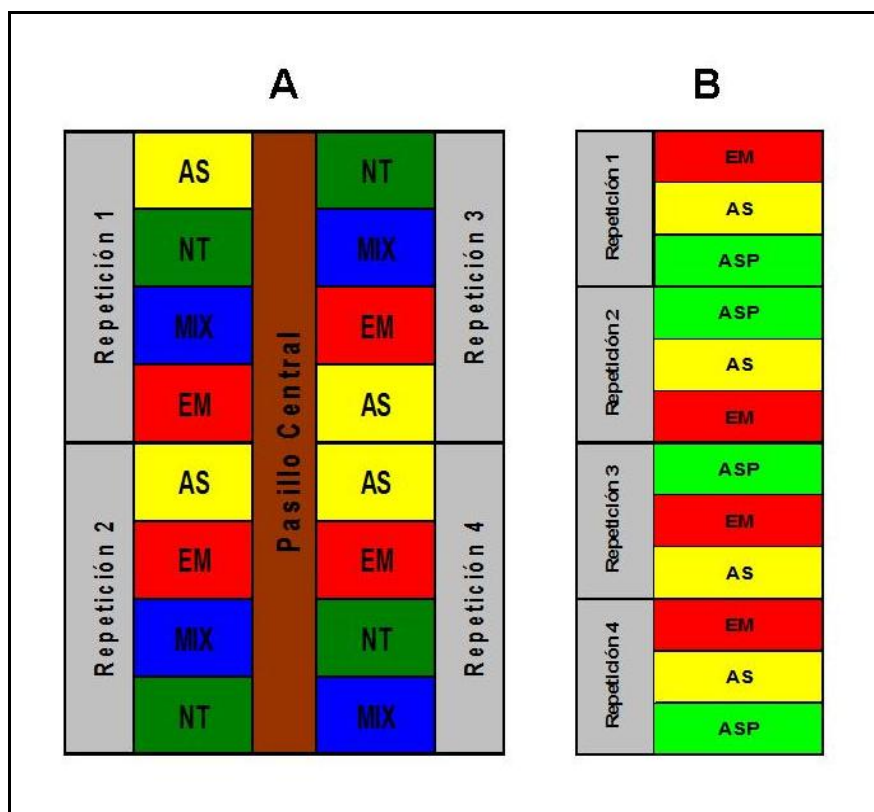 A
B
Repetición 1
AS
NT
MIX
EM
Repetición 2
AS
EM
MIX
NT
Pasillo Central
NT
MIX
EM
AS
Repetición 3
AS
EM
NT
MIX
Repetición 4
Repetición 1
EM
AS
ASP
Repetición 2
ASP
AS
EM
Repetición 3
ASP
EM
AS
Repetición 4
EM
AS
ASP